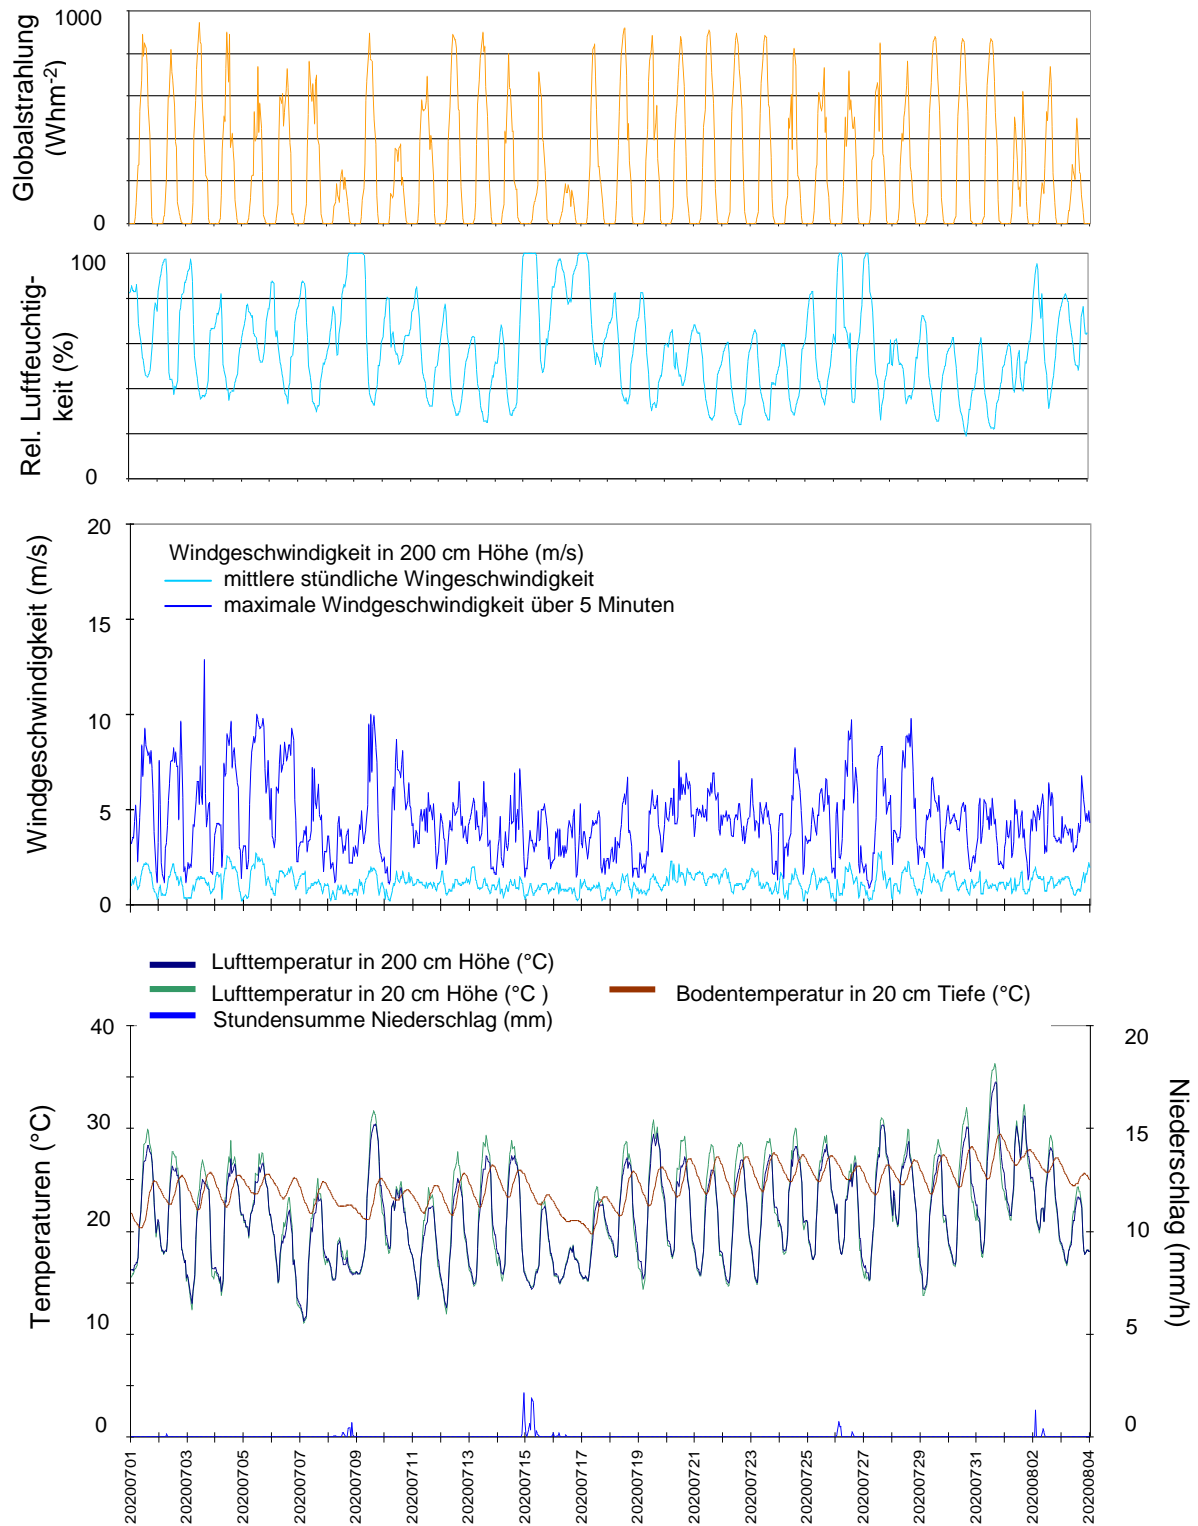 Globalstrahlung
(Whm-2)
1000
0
Rel. Luftfeuchtig-
keit (%)
100
0
Windgeschwindigkeit (m/s)
20
15
10
5
0
Windgeschwindigkeit in 200 cm Höhe (m/s)
mittlere stündliche Wingeschwindigkeit
maximale Windgeschwindigkeit über 5 Minuten
Lufttemperatur in 200 cm Höhe (°C)
Lufttemperatur in 20 cm Höhe (°C )
Bodentemperatur in 20 cm Tiefe (°C)
Stundensumme Niederschlag (mm)
Temperaturen (°C)
40
30
20
10
0
20
15
10
5
0
Niederschlag (mm/h)
20200701
20200703
20200705
20200707
20200709
20200711
20200713
20200715
20200717
20200719
20200721
20200723
20200725
20200727
20200729
20200731
20200802
20200804